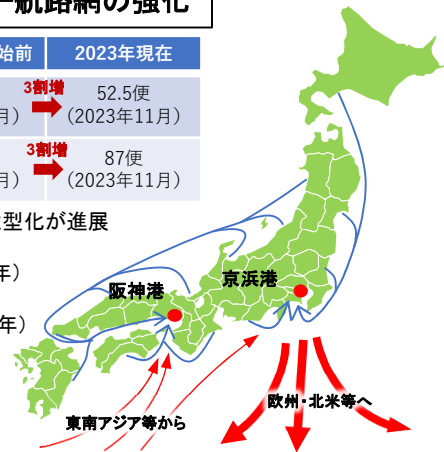 航路網の強化
始前
2023年現在
3割増
52.5便
月）
（2023年11月）
3割増
87便
月）
（2023年11月）
型化が進展
年）
年）
阪神港
京浜港
東南アジア等から
欧州・北米等へ